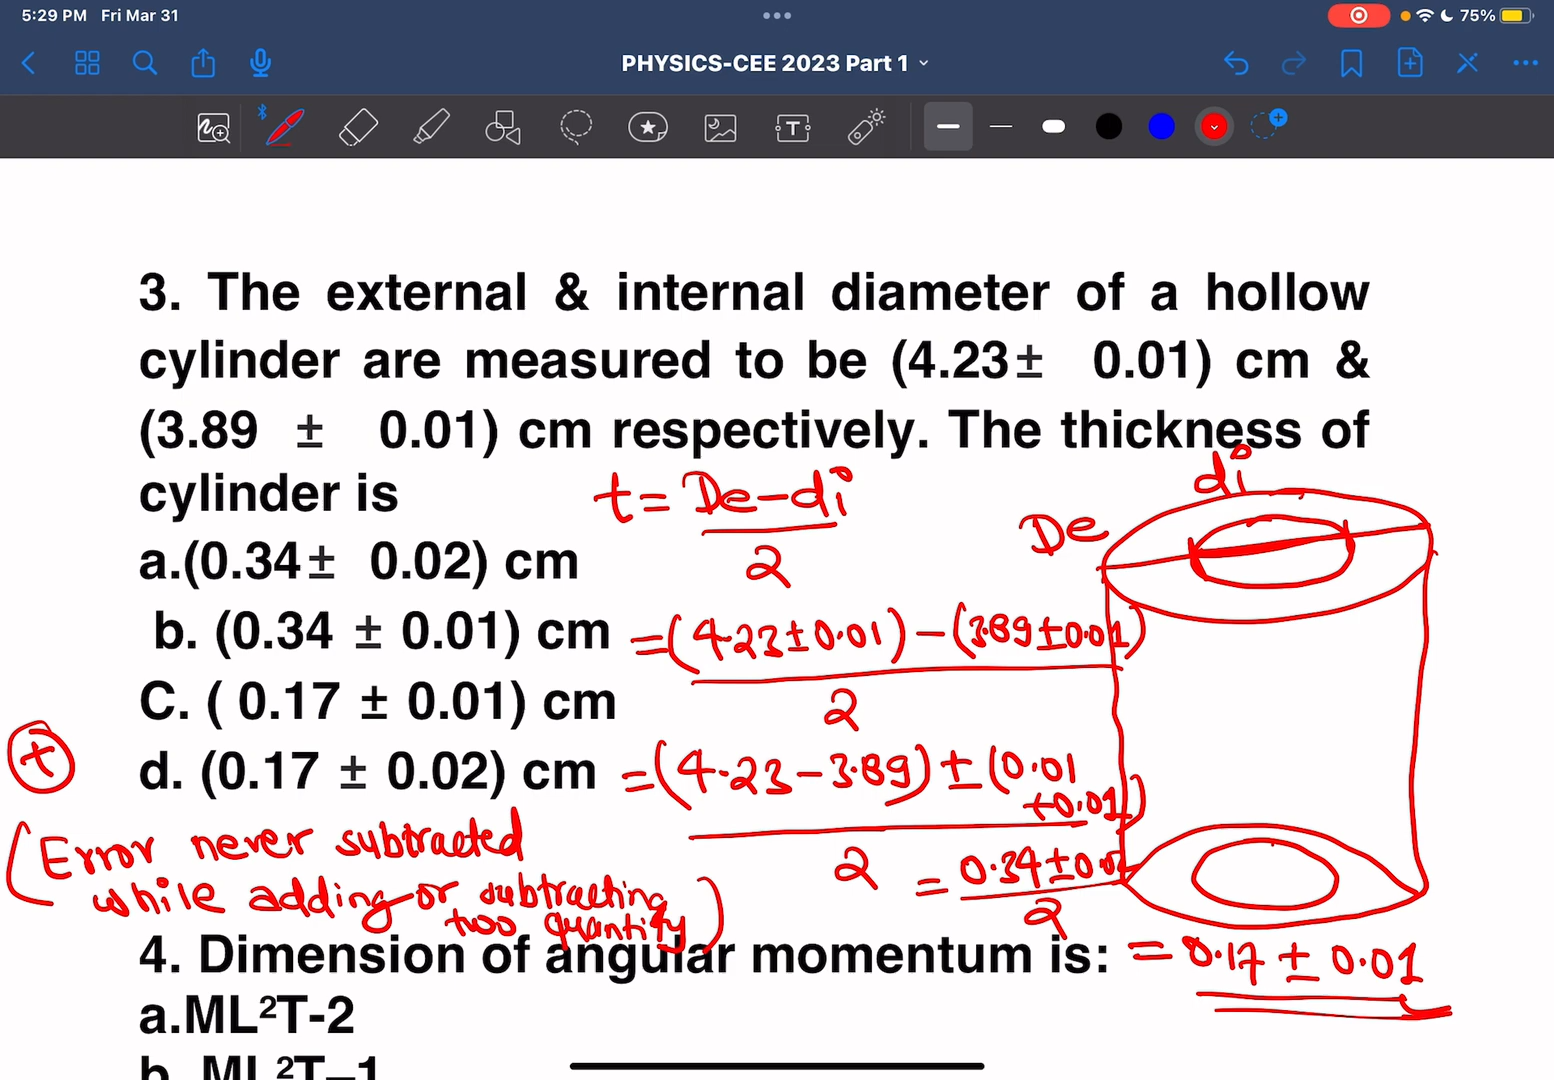 5:29 PM Fri Mar 31
75%
PHYSICS-CEE 2023 Part 1
T
3. The external & internal diameter of a hollow
cylinder are measured to be (4.23± 0.01) cm &
(3.89 ± 0.01) cm respectively. The thickness of
cylinder is
t = De-di
2
di
De
a.(0.34± 0.02) cm
b. (0.34 ± 0.01) cm
=(4.23±0.01)-(3.89±0.01)
2
C. ( 0.17 ± 0.01) cm
d. (0.17 ± 0.02) cm
=(4.23-3.89)±(0.01
+0.01)
2
+
(Error never subtracted
while adding or subtracting
two quantity)
= 0.34±
2
= 0.17 ± 0.01
4. Dimension of angular momentum is:
a.ML²T-2
b. ML²T–1